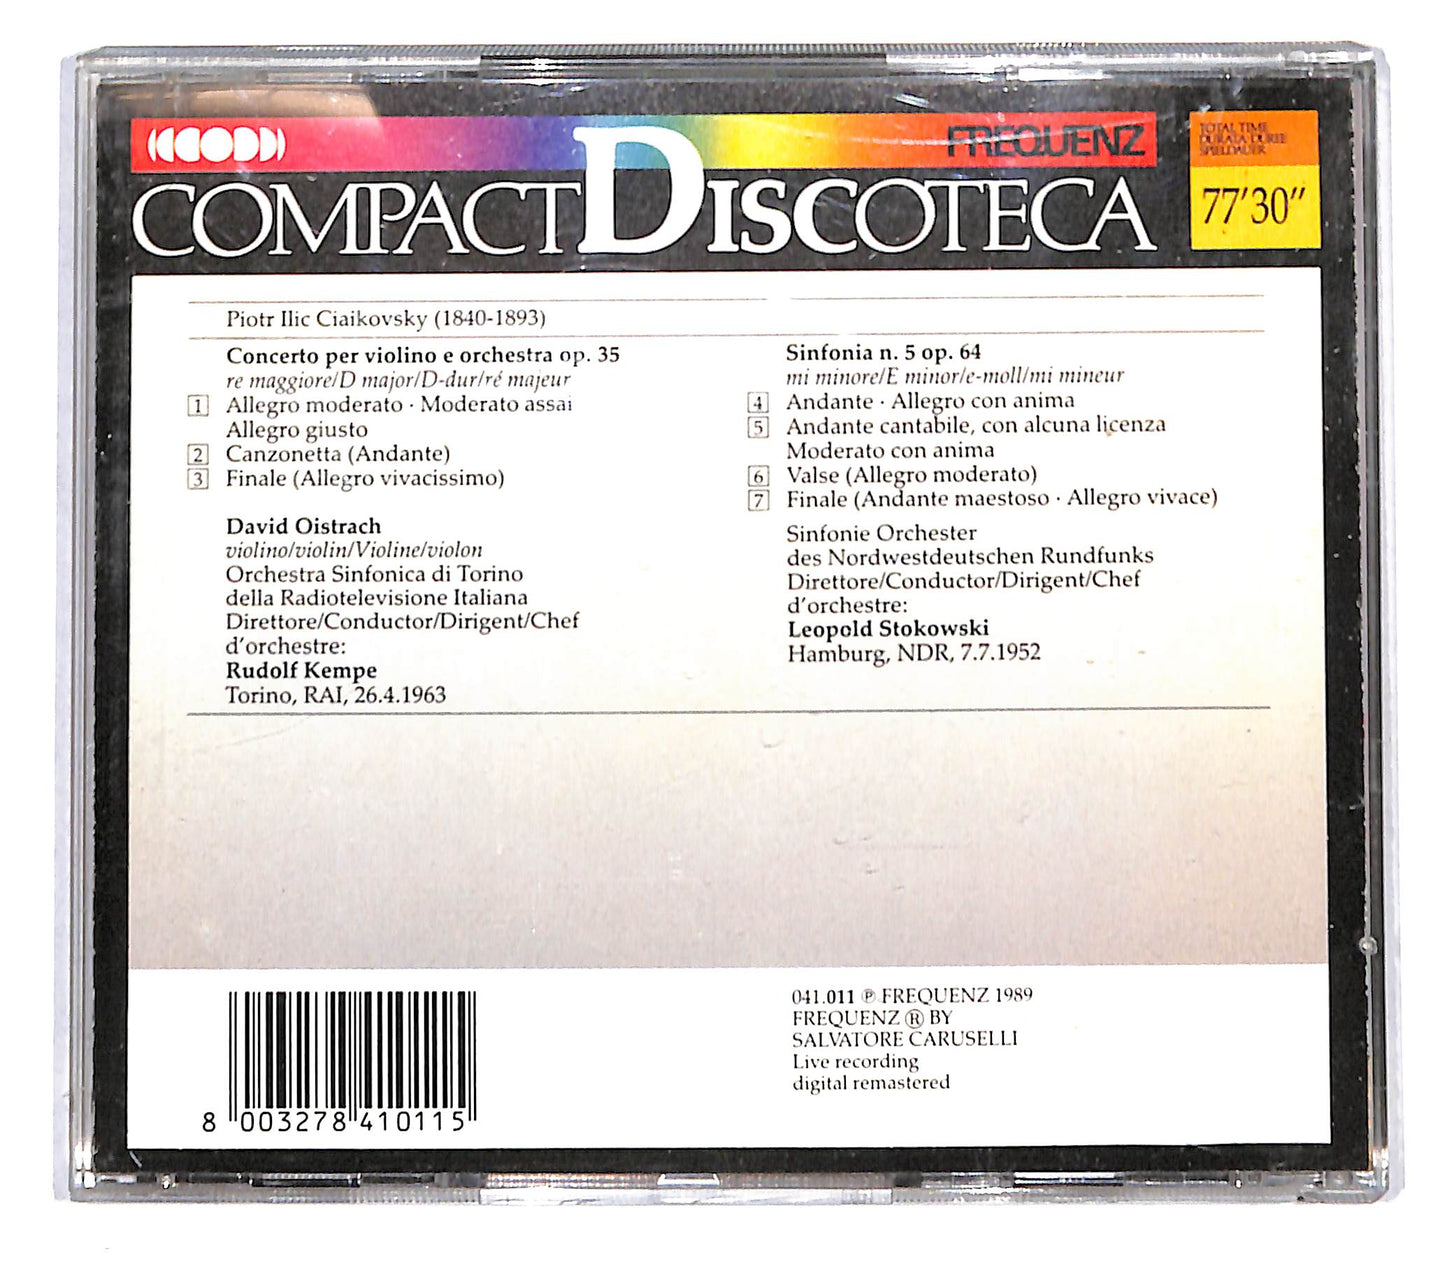 FREQUENZ
COMPACT DISCOTECA
TOTAL TIME
DURATA/DUREE
SPIELDAUER
77'30"
Piotr Ilic Ciaikovsky (1840-1893)
Concerto per violino e orchestra op. 35
re maggiore/D major/D-dur/ré majeur
1 Allegro moderato · Moderato assai
Allegro giusto
2 Canzonetta (Andante)
3 Finale (Allegro vivacissimo)
David Oistrach
violino/violin/Violine/violon
Orchestra Sinfonica di Torino
della Radiotelevisione Italiana
Direttore/Conductor/Dirigent/Chef
d'orchestre:
Rudolf Kempe
Torino, RAI, 26.4.1963
Sinfonia n. 5 op. 64
mi minore/E minor/e-moll/mi mineur
4 Andante · Allegro con anima
5 Andante cantabile, con alcuna licenza
Moderato con anima
6 Valse (Allegro moderato)
7 Finale (Andante maestoso · Allegro vivace)
Sinfonie Orchester
des Nordwestdeutschen Rundfunks
Direttore/Conductor/Dirigent/Chef
d'orchestre:
Leopold Stokowski
Hamburg, NDR, 7.7.1952
8 003278 410115
041.011 ℗ FREQUENZ 1989
FREQUENZ ® BY
SALVATORE CARUSELLI
Live recording
digital remastered